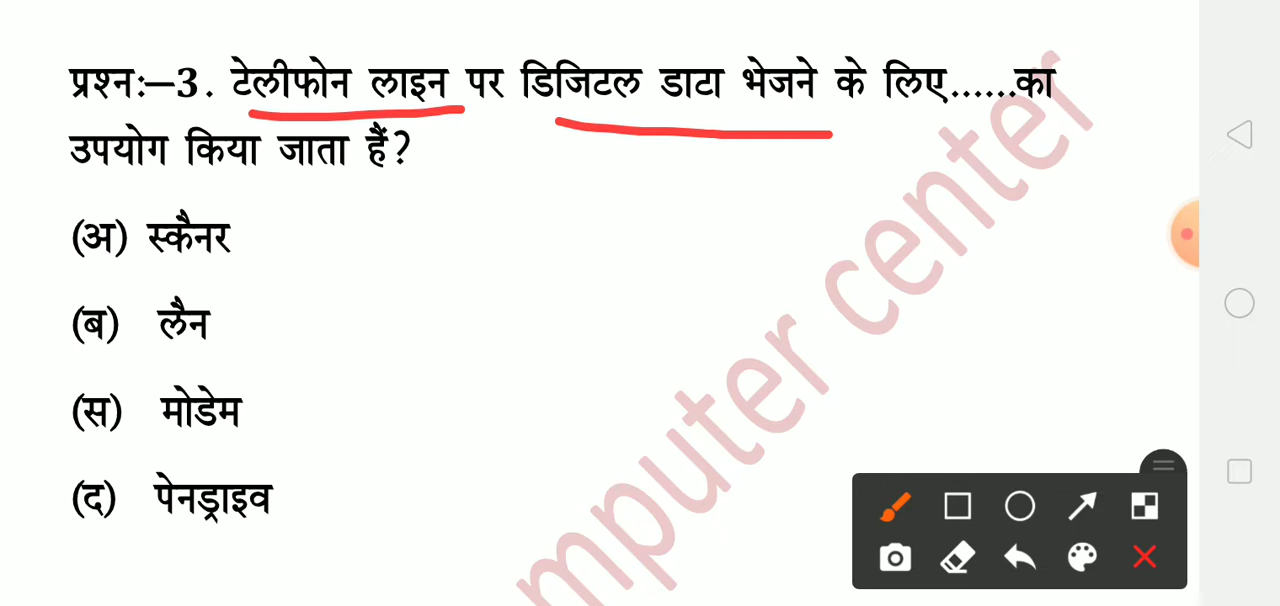 प्रश्नः–3. टेलीफोन लाइन पर डिजिटल डाटा भेजने के लिए......का
उपयोग किया जाता हैं?
(अ) स्कैनर
(ब) लैन
(स) मोडेम
(द) पेनड्राइव
mputer center